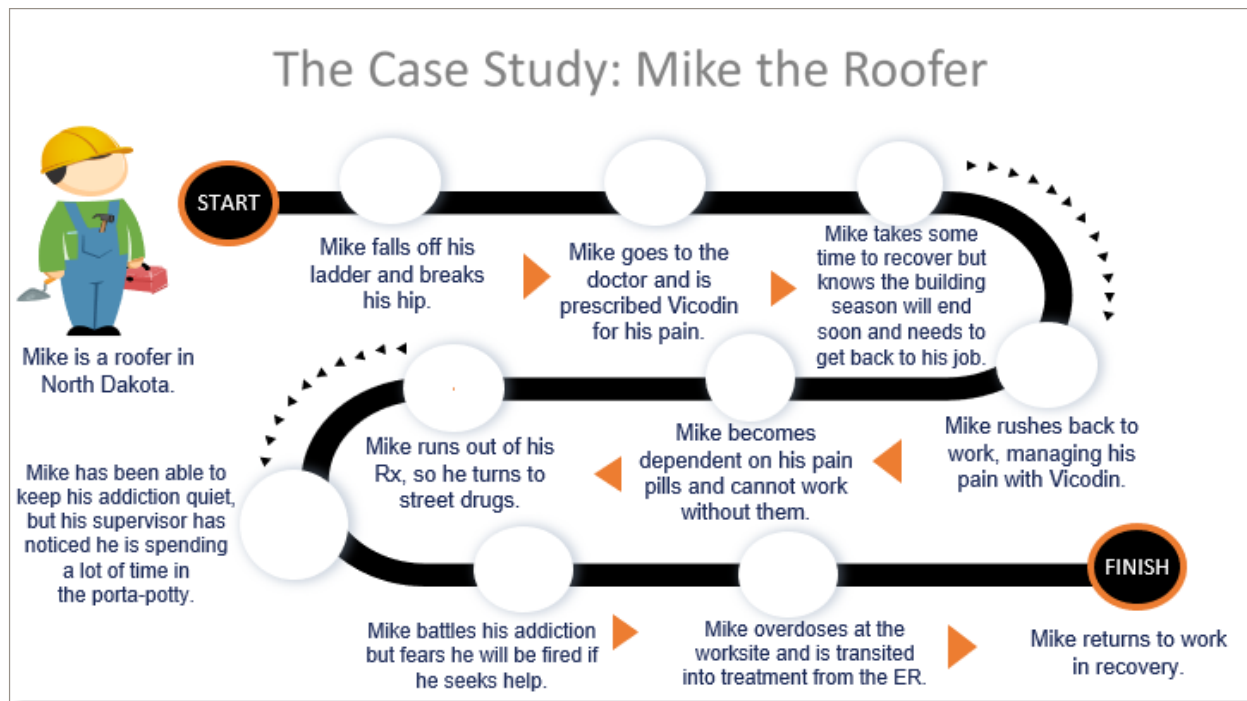 The Case Study: Mike the Roofer
START
Mike is a roofer in
North Dakota.
Mike falls off his
ladder and breaks
his hip.
Mike goes to the
doctor and is
prescribed Vicodin
for his pain.
Mike takes some
time to recover but
knows the building
season will end
soon and needs to
get back to his job.
Mike rushes back to
work, managing his
pain with Vicodin.
Mike becomes
dependent on his pain
pills and cannot work
without them.
Mike runs out of his
Rx, so he turns to
street drugs.
Mike has been able to
keep his addiction quiet,
but his supervisor has
noticed he is spending
a lot of time in
the porta-potty.
Mike battles his addiction
but fears he will be fired if
he seeks help.
Mike overdoses at the
worksite and is transited
into treatment from the ER.
FINISH
Mike returns to work
in recovery.